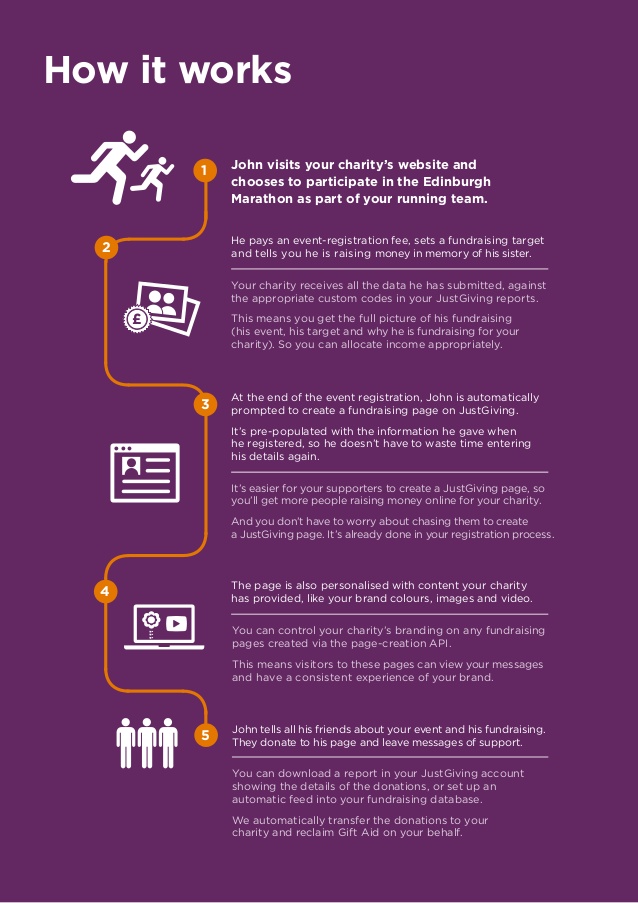 How it works
1
John visits your charity’s website and
chooses to participate in the Edinburgh
Marathon as part of your running team.
2
He pays an event-registration fee, sets a fundraising target
and tells you he is raising money in memory of his sister.
Your charity receives all the data he has submitted, against
the appropriate custom codes in your JustGiving reports.
This means you get the full picture of his fundraising
(his event, his target and why he is fundraising for your
charity). So you can allocate income appropriately.
£
3
At the end of the event registration, John is automatically
prompted to create a fundraising page on JustGiving.
It’s pre-populated with the information he gave when
he registered, so he doesn’t have to waste time entering
his details again.
It’s easier for your supporters to create a JustGiving page, so
you’ll get more people raising money online for your charity.
And you don’t have to worry about chasing them to create
a JustGiving page. It’s already done in your registration process.
4
The page is also personalised with content your charity
has provided, like your brand colours, images and video.
You can control your charity’s branding on any fundraising
pages created via the page-creation API.
This means visitors to these pages can view your messages
and have a consistent experience of your brand.
5
John tells all his friends about your event and his fundraising.
They donate to his page and leave messages of support.
You can download a report in your JustGiving account
showing the details of the donations, or set up an
automatic feed into your fundraising database.
We automatically transfer the donations to your
charity and reclaim Gift Aid on your behalf.